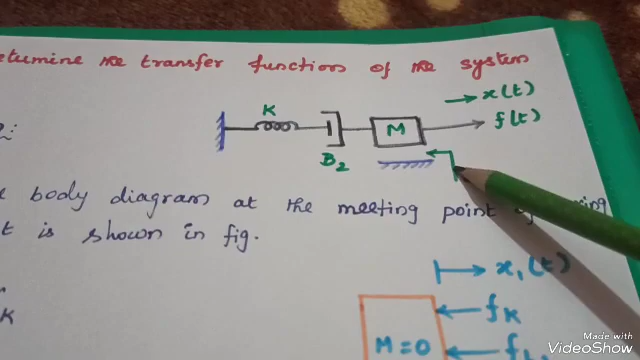 the transfer function of the system
K
x(t)
M
f(t)
B2
body diagram at the meeting point
is shown in fig.
x1(t)
K
fK
M=0
Made with
VideoShow